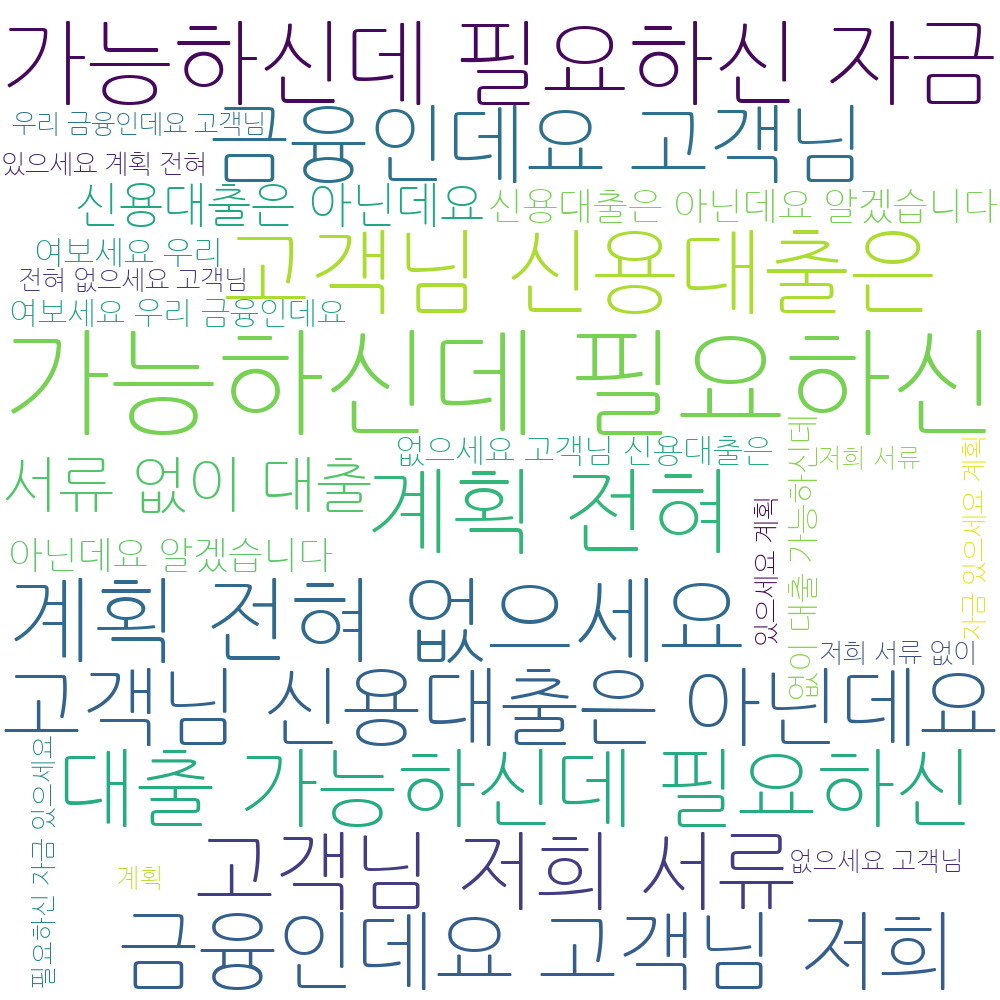 가능하신데 필요하신 자금
우리 금융인데요 고객님
금융인데요 고객님
있으세요 계획 전혀
신용대출은 아닌데요
신용대출은 아닌데요 알겠습니다
여보세요 우리
고객님 신용대출은
전혀 없으세요 고객님
여보세요 우리 금융인데요
가능하신데 필요하신
없으세요 고객님 신용대출은
저희 서류
서류 없이 대출
계획 전혀
아닌데요 알겠습니다
있으세요 계획
없이 대출 가능하신데
자금 있으세요 계획
계획 전혀 없으세요
저희 서류 없이
고객님 신용대출은 아닌데요
대출 가능하신데 필요하신
필요하신 자금 있으세요
고객님 저희 서류
없으세요 고객님
계획
금융인데요 고객님 저희